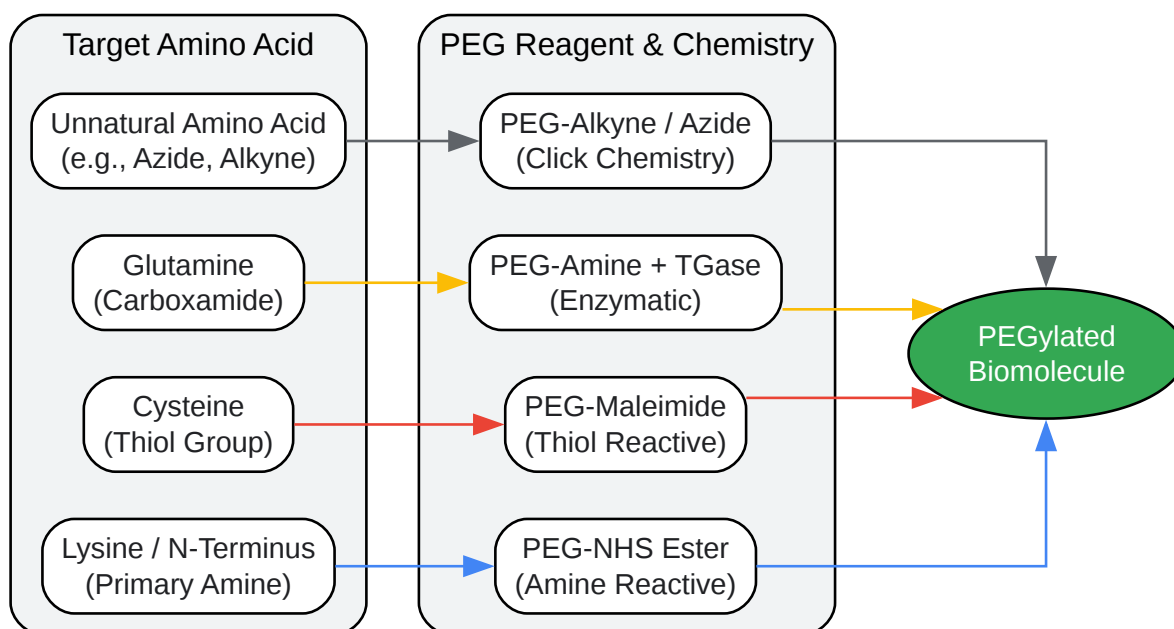 Target Amino Acid
PEG Reagent & Chemistry
Unnatural Amino Acid
(e.g., Azide, Alkyne)
PEG-Alkyne / Azide
(Click Chemistry)
Glutamine
(Carboxamide)
PEG-Amine + TGase
(Enzymatic)
PEGylated
Biomolecule
Cysteine
(Thiol Group)
PEG-Maleimide
(Thiol Reactive)
Lysine / N-Terminus
(Primary Amine)
PEG-NHS Ester
(Amine Reactive)